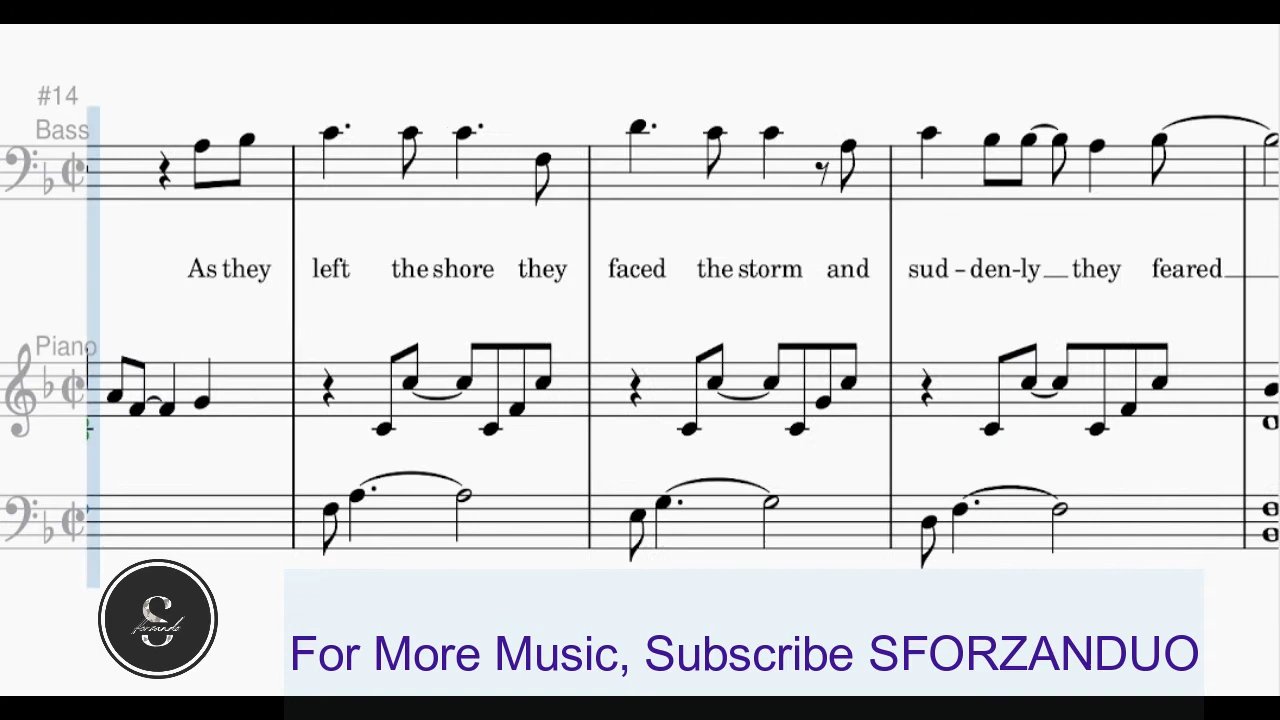 #14
Bass
As they left the shore they faced the storm and sud - den - ly they feared
Piano
S
forzando
For More Music, Subscribe SFORZANDUO